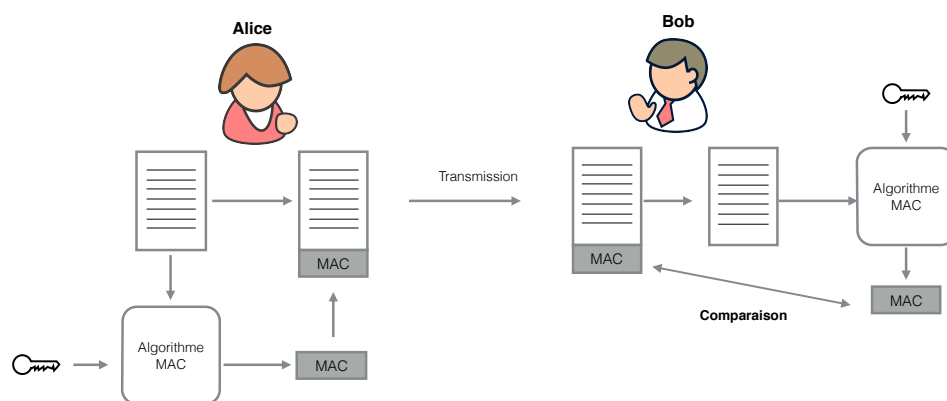 Alice
Bob
Transmission
MAC
Algorithme
MAC
MAC
MAC
Algorithme
MAC
MAC
Comparaison